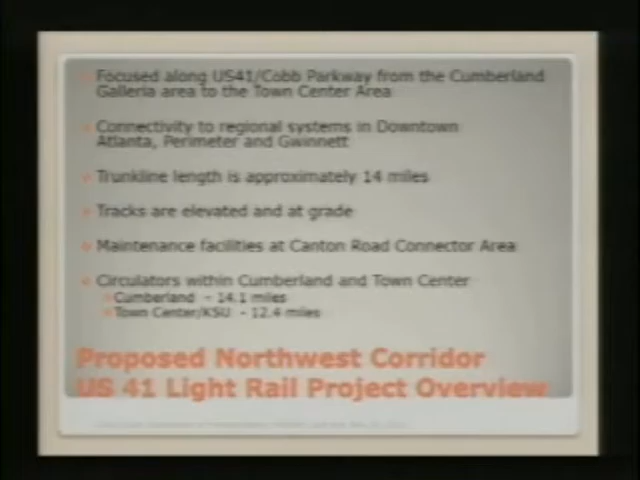 Focused along US41/Cobb Parkway from the Cumberland
Galleria area to the Town Center Area
Connectivity to regional systems in Downtown
Atlanta, Perimeter and Gwinnett
Trunkline length is approximately 14 miles
Tracks are elevated and at grade
Maintenance facilities at Canton Road Connector Area
Circulators within Cumberland and Town Center
Cumberland - 14.1 miles
Town Center/KSU - 12.4 miles
Proposed Northwest Corridor
US 41 Light Rail Project Overview